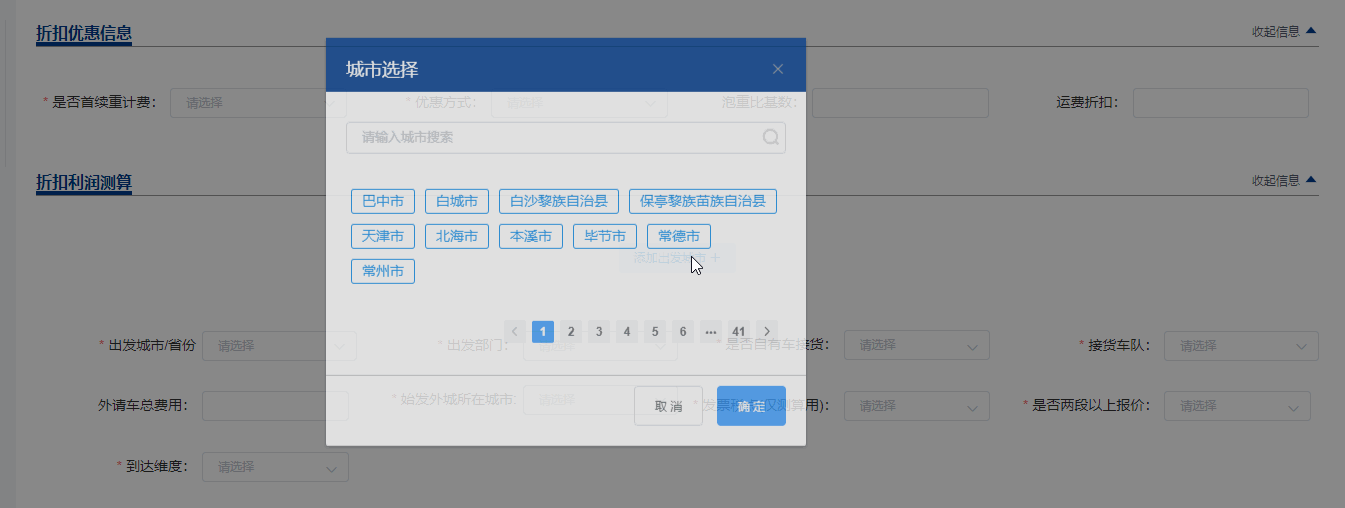 折扣优惠信息 收起信息
城市选择 ×
* 是否首续重计费： 请选择 * 优惠方式： 请选择 泡重比基数： 运费折扣：
请输入城市搜索
折扣利润测算 收起信息
巴中市 白城市 白沙黎族自治县 保亭黎族苗族自治县
天津市 北海市 本溪市 毕节市 常德市
添加出发城市 +
常州市
< 1 2 3 4 5 6 ••• 41 >
* 出发城市/省份 请选择 * 出发部门： 请选择 * 是否自有车接货： 请选择 * 接货车队： 请选择
外请车总费用： * 始发外城所在城市: 请选择 * 发票 仅测算用)： 请选择 * 是否两段以上报价： 请选择
取 消 确 定
* 到达维度： 请选择